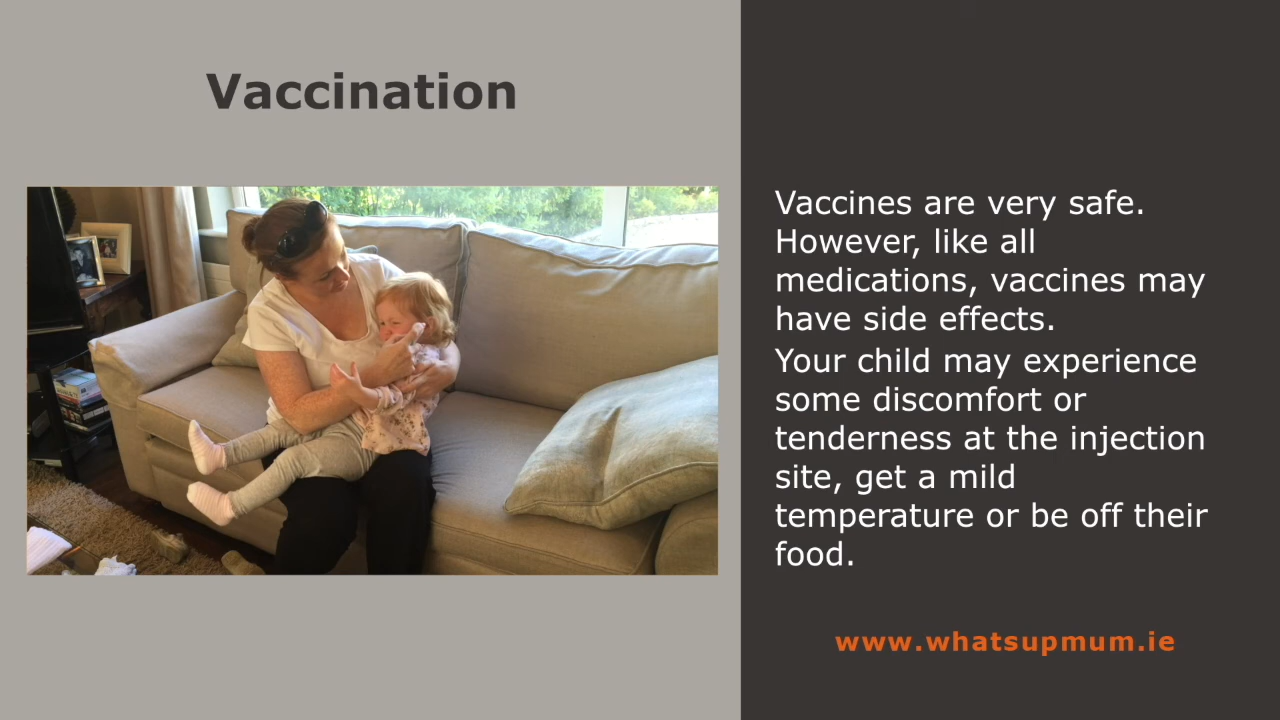 Vaccination
Vaccines are very safe.
However, like all
medications, vaccines may
have side effects.
Your child may experience
some discomfort or
tenderness at the injection
site, get a mild
temperature or be off their
food.
www.whatsupmum.ie